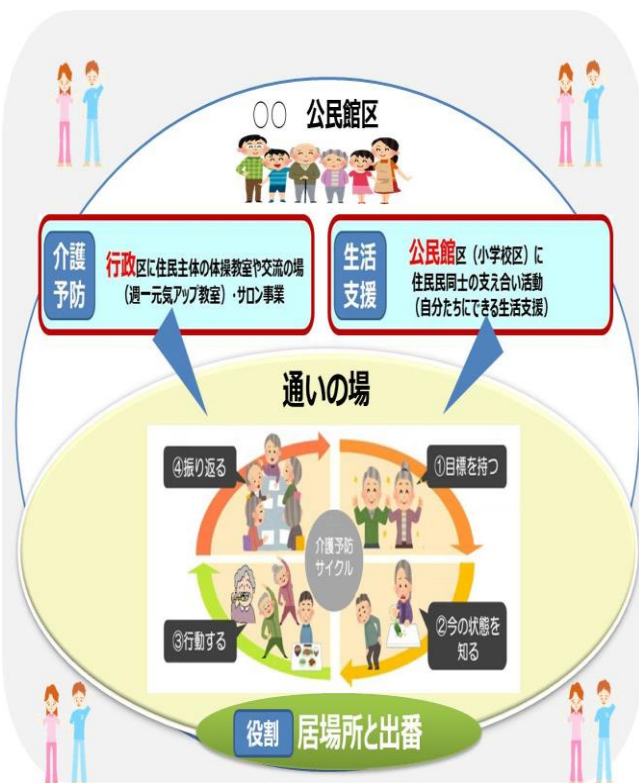 ○○ 公民館区
介護
予防
行政区に住民主体の体操教室や交流の場
(週一元気アップ教室)・サロン事業
生活
支援
公民館区(小学校区)に
住民民同士の支え合い活動
(自分たちにできる生活支援)
通いの場
④振り返る
①目標を持つ
介護予防
サイクル
③行動する
②今の状態を
知る
役割
居場所と出番